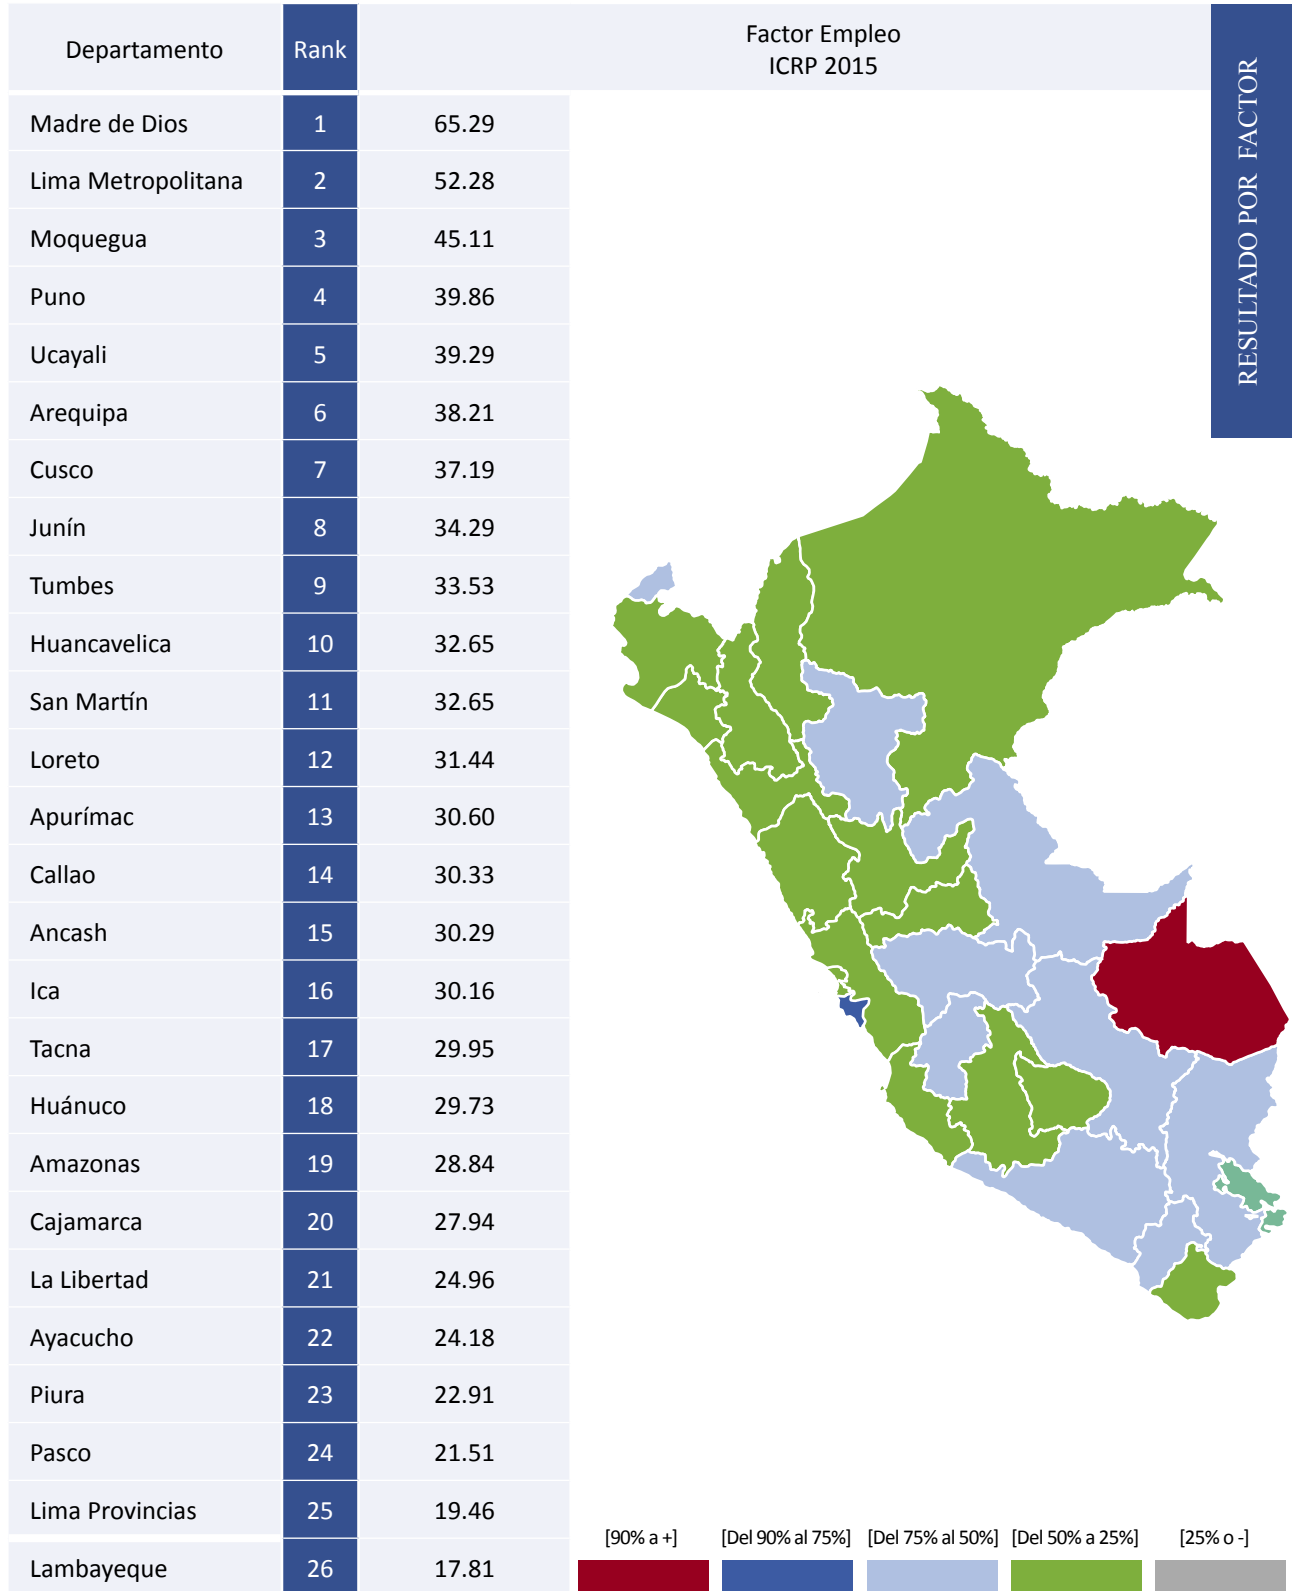 Departamento Rank Factor Empleo
ICRP 2015
RESULTADO POR FACTOR
Madre de Dios 1 65.29
Lima Metropolitana 2 52.28
Moquegua 3 45.11
Puno 4 39.86
Ucayali 5 39.29
Arequipa 6 38.21
Cusco 7 37.19
Junín 8 34.29
Tumbes 9 33.53
Huancavelica 10 32.65
San Martín 11 32.65
Loreto 12 31.44
Apurímac 13 30.60
Callao 14 30.33
Ancash 15 30.29
Ica 16 30.16
Tacna 17 29.95
Huánuco 18 29.73
Amazonas 19 28.84
Cajamarca 20 27.94
La Libertad 21 24.96
Ayacucho 22 24.18
Piura 23 22.91
Pasco 24 21.51
Lima Provincias 25 19.46
Lambayeque 26 17.81
[90% a +] [Del 90% al 75%] [Del 75% al 50%] [Del 50% a 25%] [25% o -]